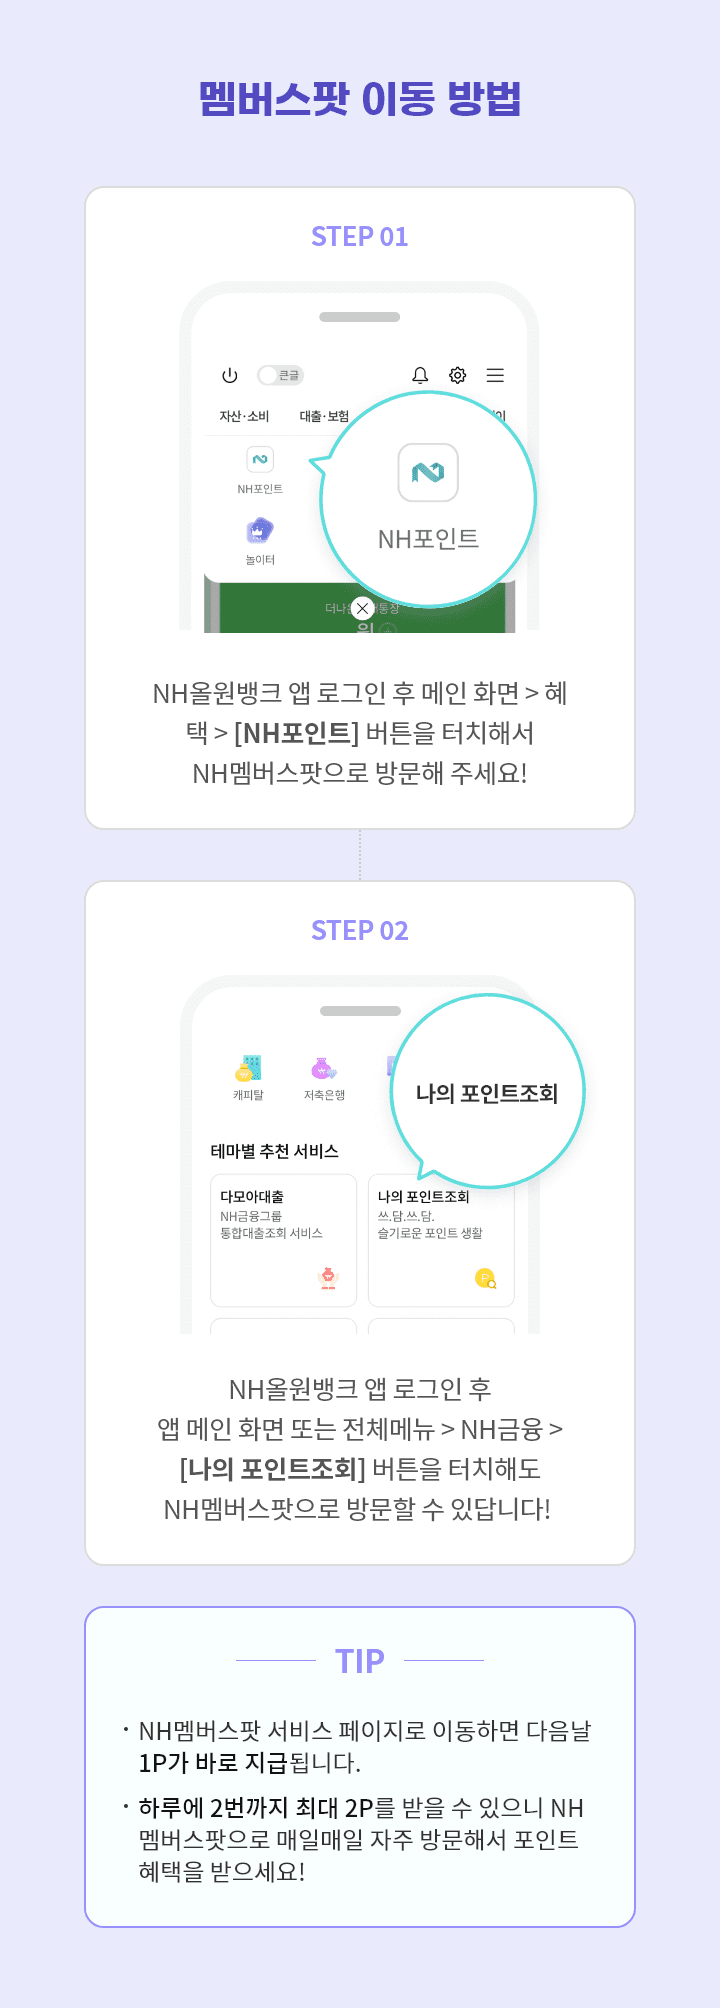 멤버스팟 이동 방법
STEP 01
큰글
자산·소비 대출·보험
NH포인트
놀이터
NH포인트
NH올원뱅크 앱 로그인 후 메인 화면 > 혜
택 > [NH포인트] 버튼을 터치해서
NH멤버스팟으로 방문해 주세요!
STEP 02
캐피탈 저축은행
나의 포인트조회
테마별 추천 서비스
다모아대출
NH금융그룹
통합대출조회 서비스
나의 포인트조회
쓰.담.쓰.담.
슬기로운 포인트 생활
NH올원뱅크 앱 로그인 후
앱 메인 화면 또는 전체메뉴 > NH금융 >
[나의 포인트조회] 버튼을 터치해도
NH멤버스팟으로 방문할 수 있답니다!
TIP
· NH멤버스팟 서비스 페이지로 이동하면 다음날
1P가 바로 지급됩니다.
· 하루에 2번까지 최대 2P를 받을 수 있으니 NH
멤버스팟으로 매일매일 자주 방문해서 포인트
혜택을 받으세요!